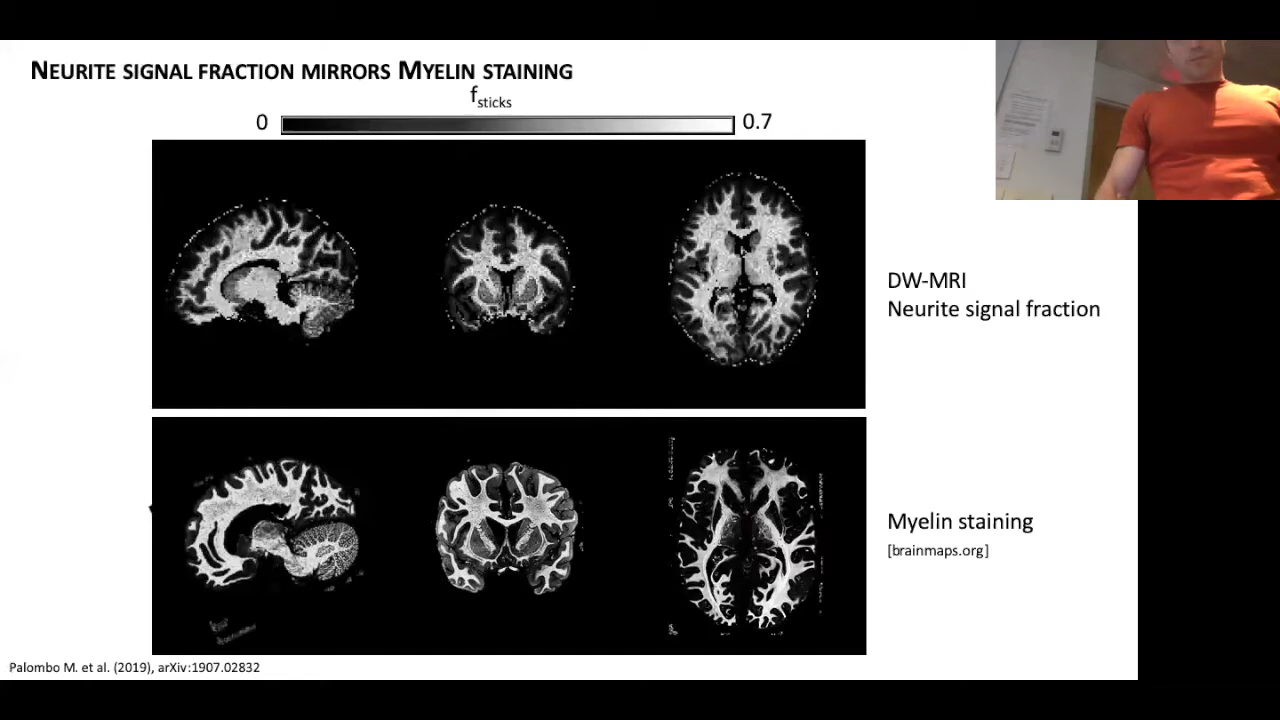 NEURITE SIGNAL FRACTION MIRRORS MYELIN STAINING
fsticks
0
0.7
DW-MRI
Neurite signal fraction
Myelin staining
[brainmaps.org]
Palombo M. et al. (2019), arXiv:1907.02832